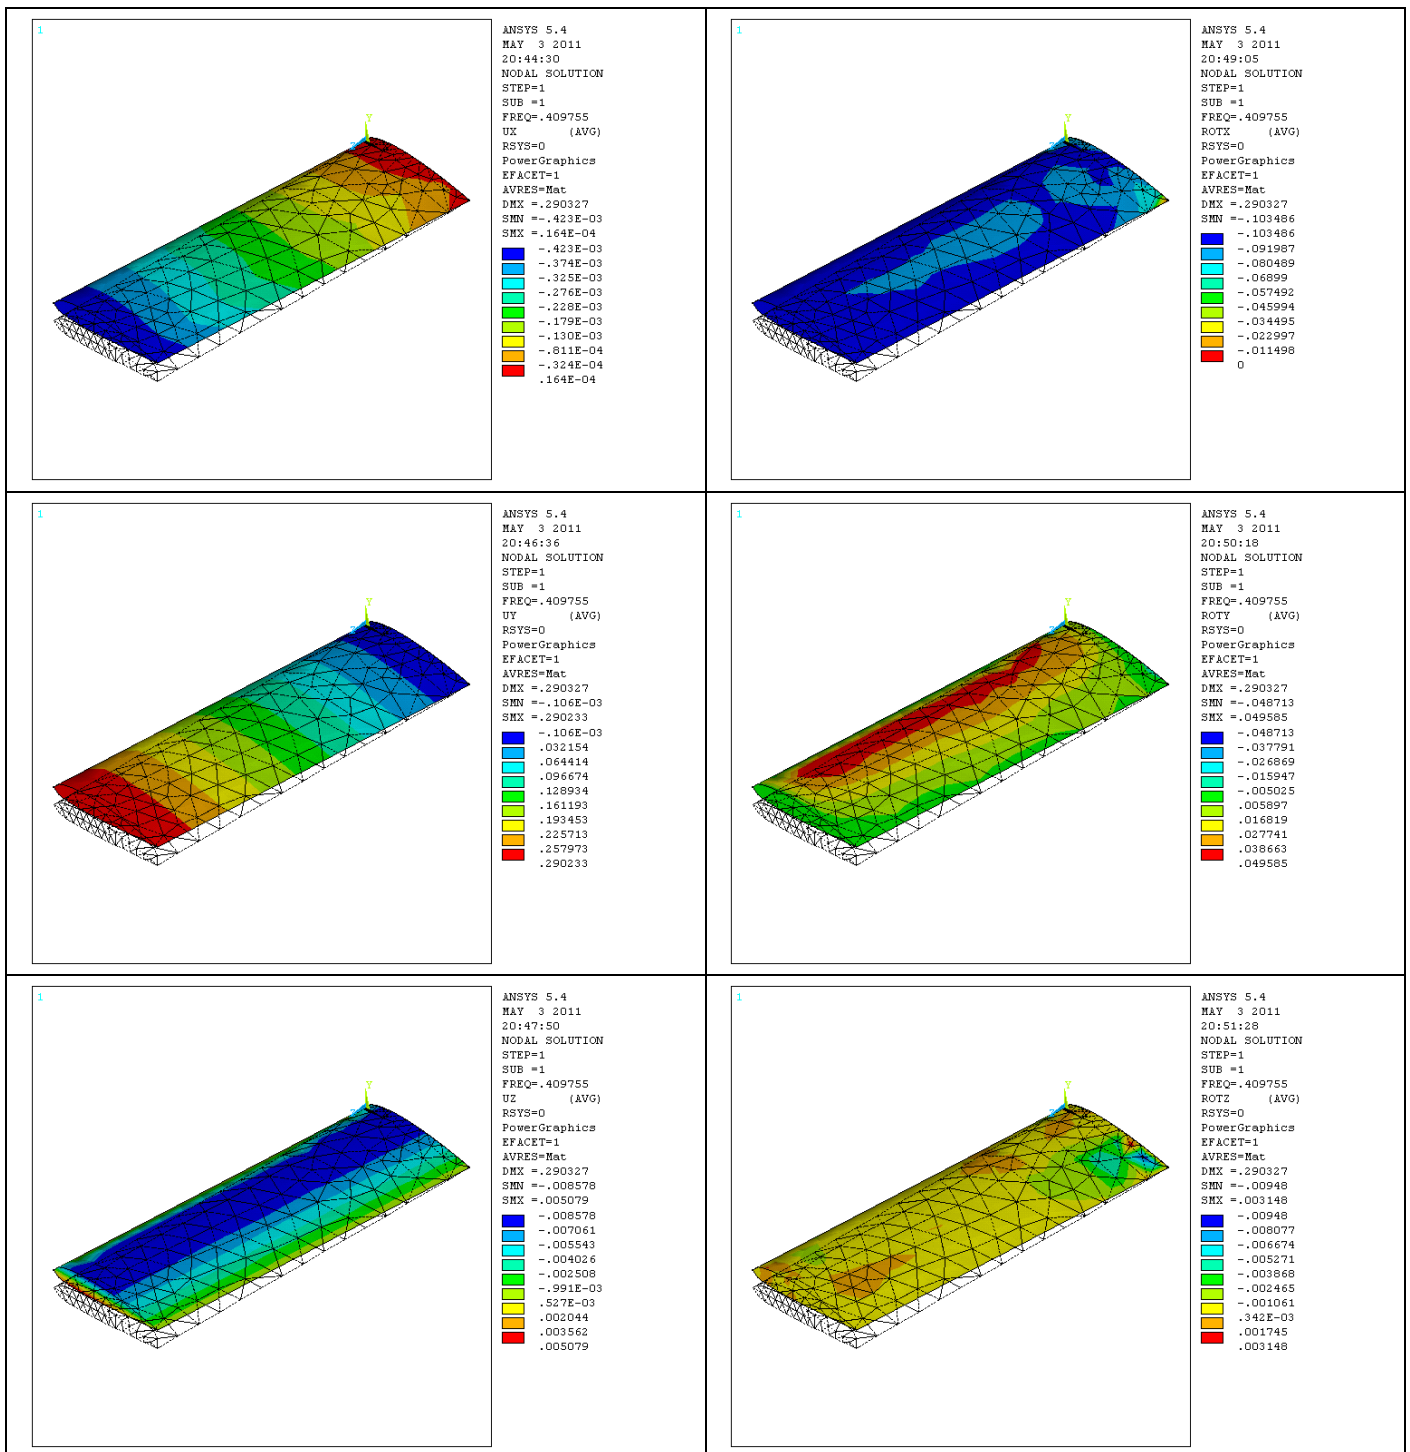 1
ANSYS 5.4
MAY 3 2011
20:44:30
NODAL SOLUTION
STEP=1
SUB =1
FREQ=.409755
UX (AVG)
RSYS=0
PowerGraphics
EFACET=1
AVRES=Mat
DMX =.290327
SMN =-.423E-03
SMX =.164E-04
-.423E-03
-.374E-03
-.325E-03
-.276E-03
-.228E-03
-.179E-03
-.130E-03
-.811E-04
-.324E-04
.164E-04
Y
1
ANSYS 5.4
MAY 3 2011
20:49:05
NODAL SOLUTION
STEP=1
SUB =1
FREQ=.409755
ROTX (AVG)
RSYS=0
PowerGraphics
EFACET=1
AVRES=Mat
DMX =.290327
SMN =-.103486
-.103486
-.091987
-.080489
-.06899
-.057492
-.045994
-.034495
-.022997
-.011498
0
Y
1
ANSYS 5.4
MAY 3 2011
20:46:36
NODAL SOLUTION
STEP=1
SUB =1
FREQ=.409755
UY (AVG)
RSYS=0
PowerGraphics
EFACET=1
AVRES=Mat
DMX =.290327
SMN =-.106E-03
SMX =.290233
-.106E-03
.032154
.064414
.096674
.128934
.161193
.193453
.225713
.257973
.290233
Y
1
ANSYS 5.4
MAY 3 2011
20:50:18
NODAL SOLUTION
STEP=1
SUB =1
FREQ=.409755
ROTY (AVG)
RSYS=0
PowerGraphics
EFACET=1
AVRES=Mat
DMX =.290327
SMN =-.048713
SMX =.049585
-.048713
-.037791
-.026869
-.015947
-.005025
.005897
.016819
.027741
.038663
.049585
Y
1
ANSYS 5.4
MAY 3 2011
20:47:50
NODAL SOLUTION
STEP=1
SUB =1
FREQ=.409755
UZ (AVG)
RSYS=0
PowerGraphics
EFACET=1
AVRES=Mat
DMX =.290327
SMN =-.008578
SMX =.005079
-.008578
-.007061
-.005543
-.004026
-.002508
-.991E-03
.527E-03
.002044
.003562
.005079
Y
1
ANSYS 5.4
MAY 3 2011
20:51:28
NODAL SOLUTION
STEP=1
SUB =1
FREQ=.409755
ROTZ (AVG)
RSYS=0
PowerGraphics
EFACET=1
AVRES=Mat
DMX =.290327
SMN =-.00948
SMX =.003148
-.00948
-.008077
-.006674
-.005271
-.003868
-.002465
-.001061
.342E-03
.001745
.003148
Y